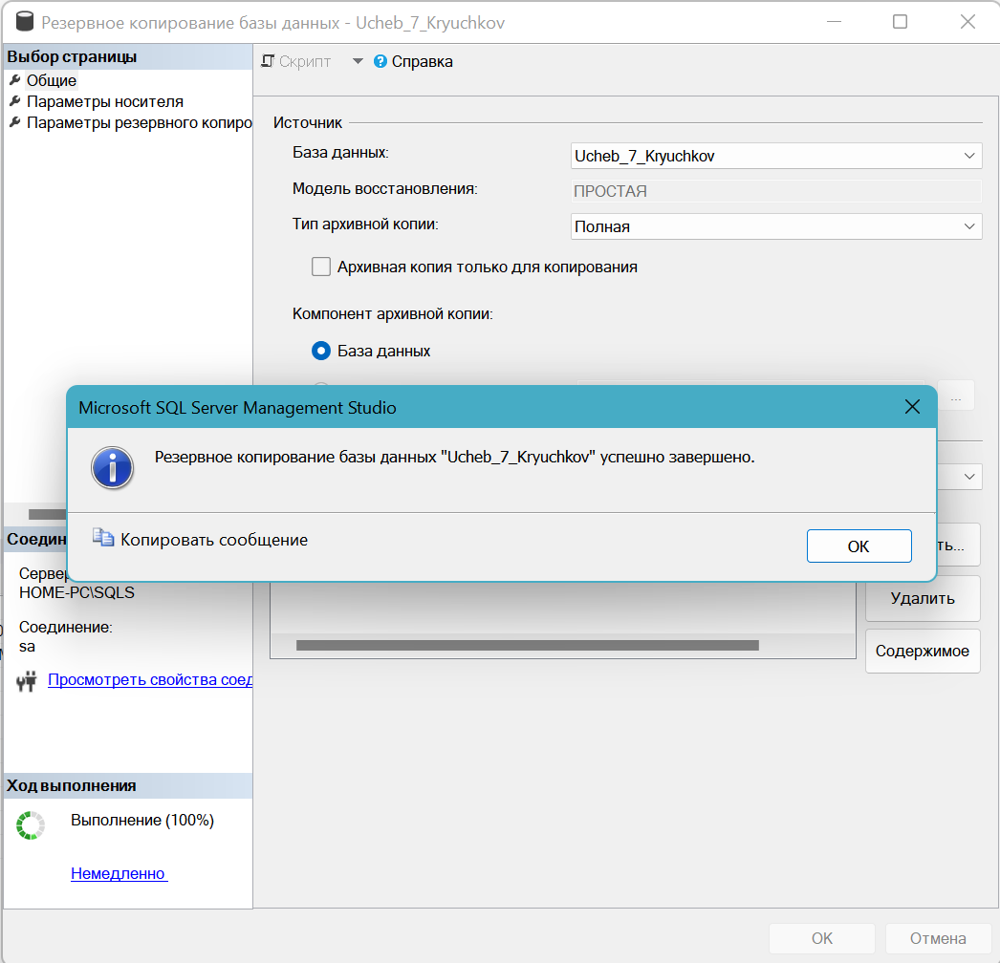 Резервное копирование базы данных - Ucheb_7_Kryuchkov
Выбор страницы
Общие
Параметры носителя
Параметры резервного копиро
Скрипт
Справка
Источник
База данных:
Ucheb_7_Kryuchkov
Модель восстановления:
ПРОСТАЯ
Тип архивной копии:
Полная
Архивная копия только для копирования
Компонент архивной копии:
База данных
...
Microsoft SQL Server Management Studio
Резервное копирование базы данных "Ucheb_7_Kryuchkov" успешно завершено.
Копировать сообщение
OK
ть...
Удалить
Содержимое
Соедин
Сервер
HOME-PC\SQLS
Соединение:
sa
Просмотреть свойства соед
Ход выполнения
Выполнение (100%)
Немедленно
OK
Отмена